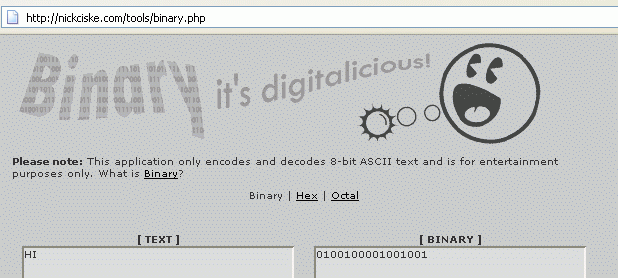 http://nickciske.com/tools/binary.php
Binary it's digitalicious!
Please note: This application only encodes and decodes 8-bit ASCII text and is for entertainment
purposes only. What is Binary?
Binary | Hex | Octal
[ TEXT ] [ BINARY ]
HI 0100100001001001